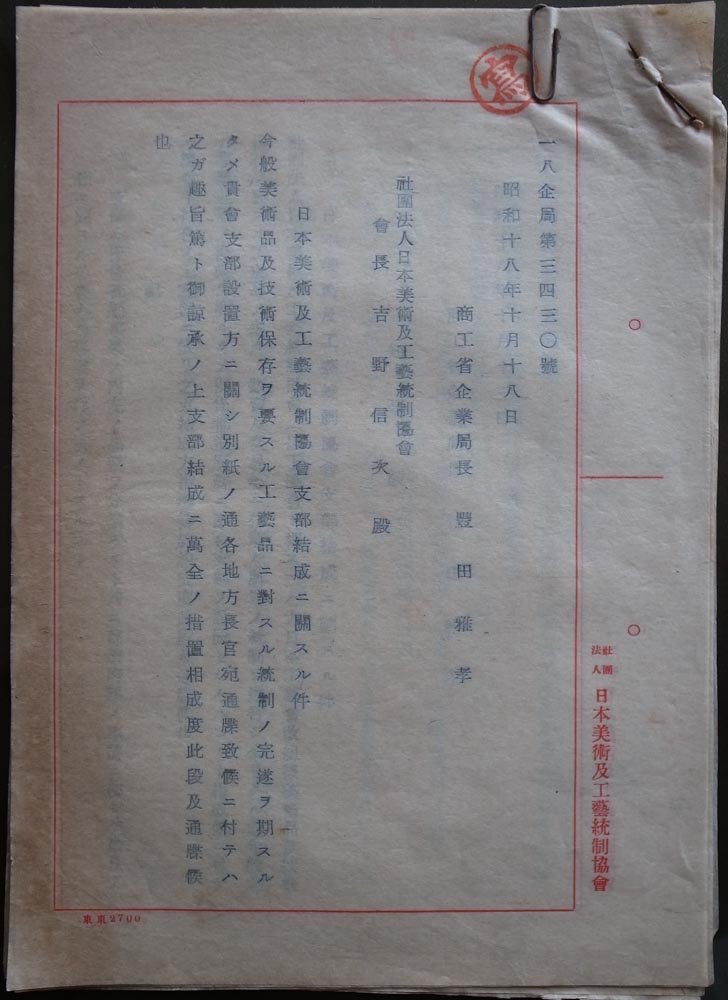 寫
一八企局第三四三〇號
昭和十八年十月十八日
商工省企業局長 豐田雅孝
社團法人日本美術及工藝統制協會
會長 吉野信次殿
日本美術及工藝統制協會支部結成ニ關スル件
今般美術品及技術保存ヲ要スル工藝品ニ對スル統制ノ完遂ヲ期スル
タメ貴會支部設置方ニ關シ別紙ノ通各地方長官宛通牒致候ニ付テハ
之ガ趣旨篤ト御諒承ノ上支部結成ニ萬全ノ措置相成度此段及通牒候
也
社團法人 日本美術及工藝統制協會
東東2700